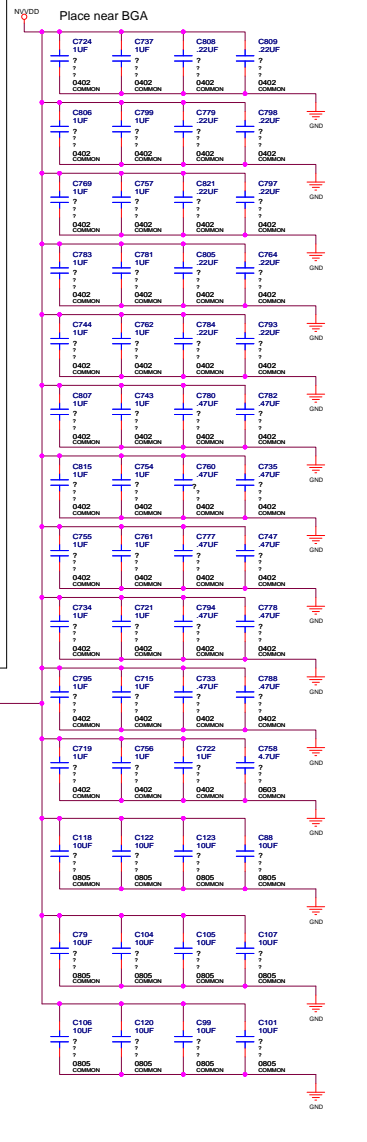 NVVDD Place near BGA
C724 C737 C808 C809
1UF 1UF .22UF .22UF
? ? ? ?
? ? ? ?
? ? ? ?
0402 0402 0402 0402
COMMON COMMON COMMON COMMON
GND
C806 C799 C779 C798
1UF 1UF .22UF .22UF
? ? ? ?
? ? ? ?
? ? ? ?
0402 0402 0402 0402
COMMON COMMON COMMON COMMON
GND
C769 C757 C821 C797
1UF 1UF .22UF .22UF
? ? ? ?
? ? ? ?
? ? ? ?
0402 0402 0402 0402
COMMON COMMON COMMON COMMON
GND
C783 C781 C805 C764
1UF 1UF .22UF .22UF
? ? ? ?
? ? ? ?
? ? ? ?
0402 0402 0402 0402
COMMON COMMON COMMON COMMON
GND
C744 C762 C784 C793
1UF 1UF .22UF .22UF
? ? ? ?
? ? ? ?
? ? ? ?
0402 0402 0402 0402
COMMON COMMON COMMON COMMON
GND
C807 C743 C780 C782
1UF 1UF .47UF .47UF
? ? ? ?
? ? ? ?
? ? ? ?
0402 0402 0402 0402
COMMON COMMON COMMON COMMON
GND
C815 C754 C760 C735
1UF 1UF .47UF .47UF
? ? ? ?
? ? ? ?
? ? ? ?
0402 0402 0402 0402
COMMON COMMON COMMON COMMON
GND
C755 C761 C777 C747
1UF 1UF .47UF .47UF
? ? ? ?
? ? ? ?
? ? ? ?
0402 0402 0402 0402
COMMON COMMON COMMON COMMON
GND
C734 C721 C794 C778
1UF 1UF .47UF .47UF
? ? ? ?
? ? ? ?
? ? ? ?
0402 0402 0402 0402
COMMON COMMON COMMON COMMON
GND
C795 C715 C733 C788
1UF 1UF .47UF .47UF
? ? ? ?
? ? ? ?
? ? ? ?
0402 0402 0402 0402
COMMON COMMON COMMON COMMON
GND
C719 C756 C722 C758
1UF 1UF 1UF 4.7UF
? ? ? ?
? ? ? ?
? ? ? ?
0402 0402 0402 0603
COMMON COMMON COMMON COMMON
GND
C118 C122 C123 C88
10UF 10UF 10UF 10UF
? ? ? ?
? ? ? ?
? ? ? ?
0805 0805 0805 0805
COMMON COMMON COMMON COMMON
GND
C79 C104 C105 C107
10UF 10UF 10UF 10UF
? ? ? ?
? ? ? ?
? ? ? ?
0805 0805 0805 0805
COMMON COMMON COMMON COMMON
GND
C106 C120 C99 C101
10UF 10UF 10UF 10UF
? ? ? ?
? ? ? ?
? ? ? ?
0805 0805 0805 0805
COMMON COMMON COMMON COMMON
GND